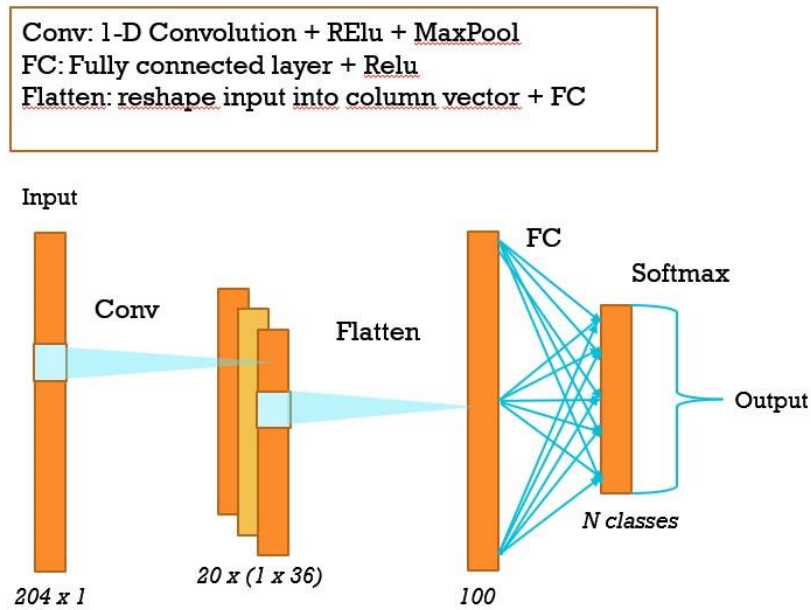 Conv: 1-D Convolution + RElu + MaxPool
FC: Fully connected layer + Relu
Flatten: reshape input into column vector + FC
Input
Conv
Flatten
FC
Softmax
Output
N classes
204 x 1
20 x (1 x 36)
100